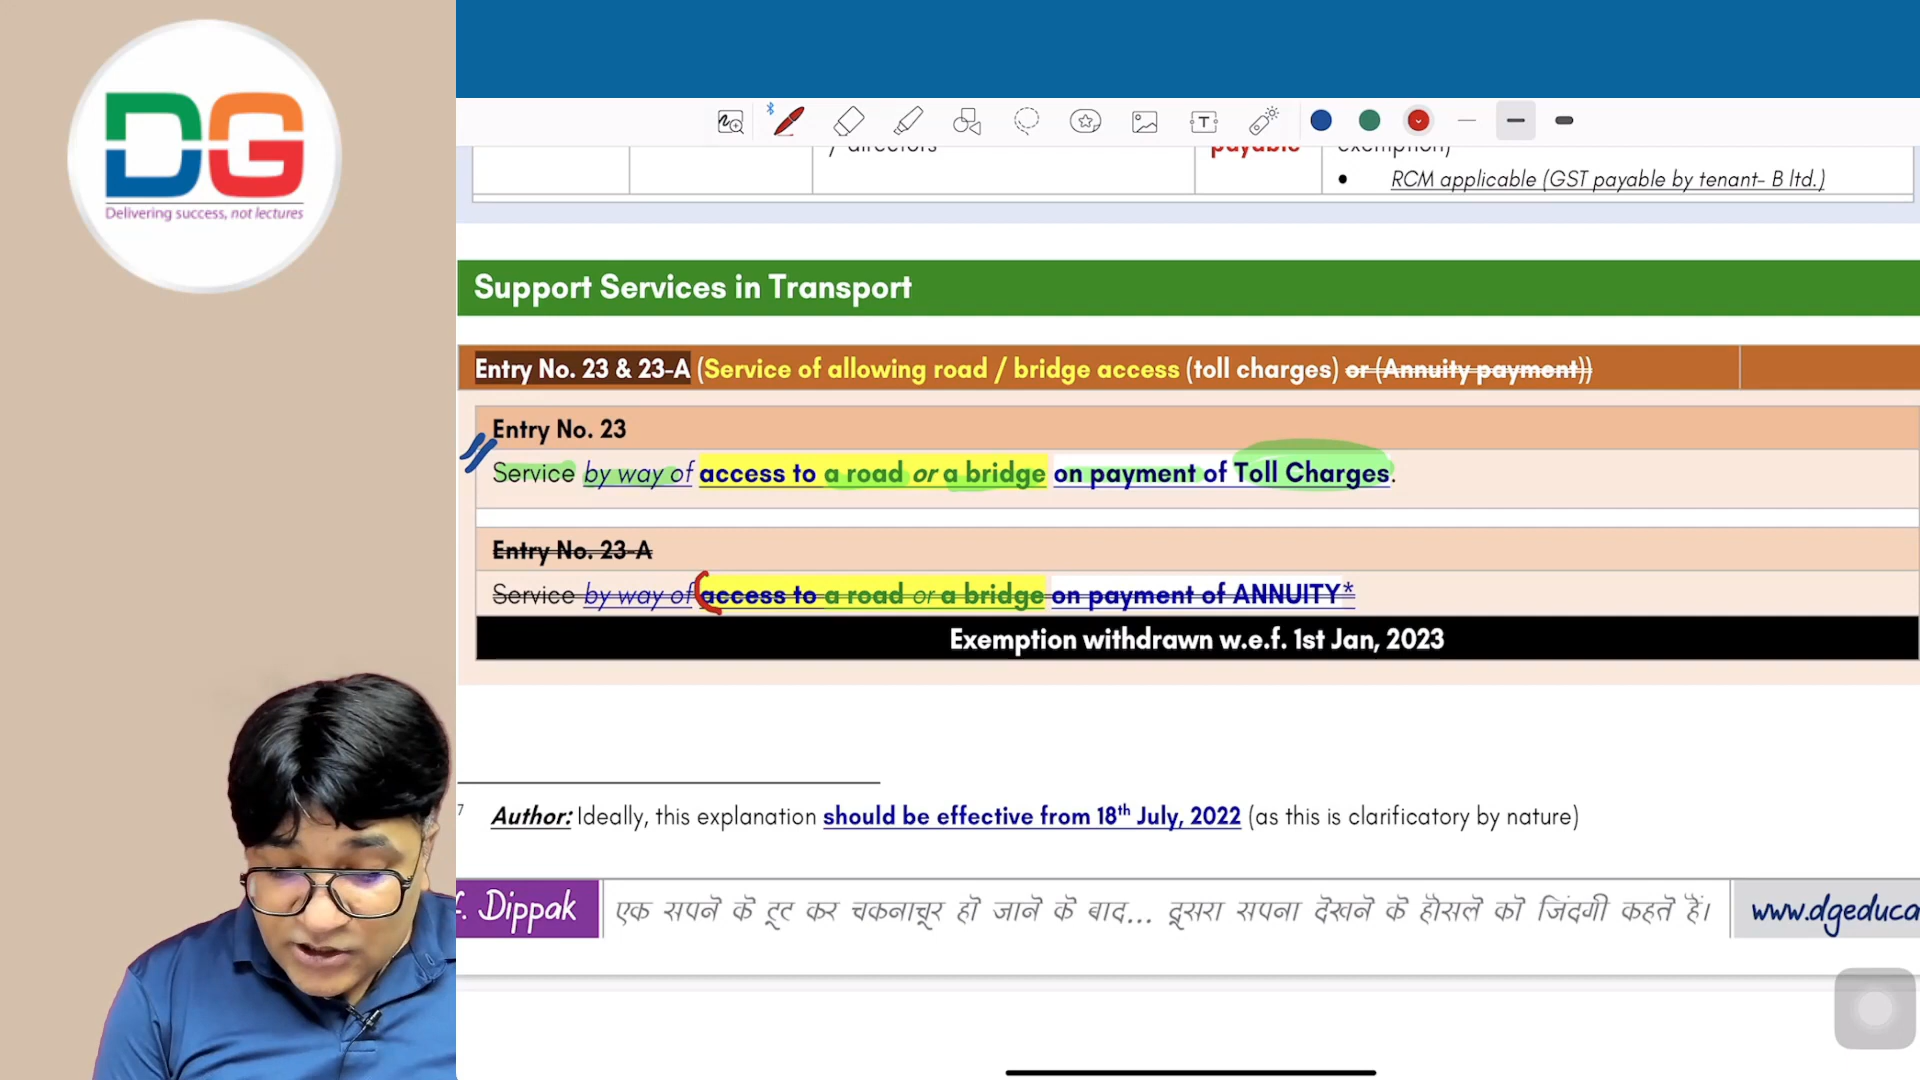 DG
Delivering success, not lectures
/ directors
payable
exemption)
• RCM applicable (GST payable by tenant- B ltd.)
Support Services in Transport
Entry No. 23 & 23-A (Service of allowing road / bridge access (toll charges) or (Annuity payment))
Entry No. 23
Service by way of access to a road or a bridge on payment of Toll Charges.
Entry No. 23-A
Service by way of access to a road or a bridge on payment of ANNUITY*
Exemption withdrawn w.e.f. 1st Jan, 2023
7 Author: Ideally, this explanation should be effective from 18th July, 2022 (as this is clarificatory by nature)
f. Dippak
एक सपने के टूट कर चकनाचूर हो जाने के बाद... दूसरा सपना देखने के हौसले को जिंदगी कहते हैं।
www.dgeduca